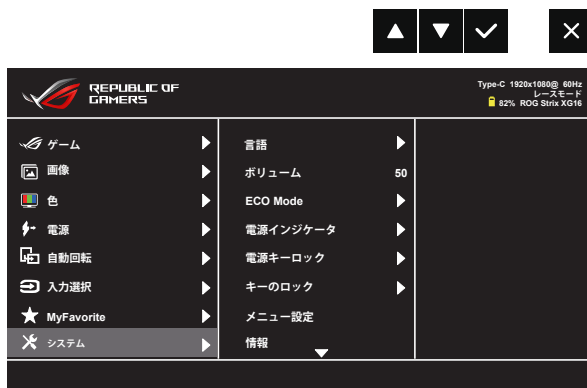 REPUBLIC OF
GAMERS
Type-C 1920x1080@ 60Hz
レースモード
82% ROG Strix XG16
ゲーム
画像
色
電源
自動回転
入力選択
MyFavorite
システム
言語
ボリューム 50
ECO Mode
電源インジケータ
電源キーロック
キーのロック
メニュー設定
情報